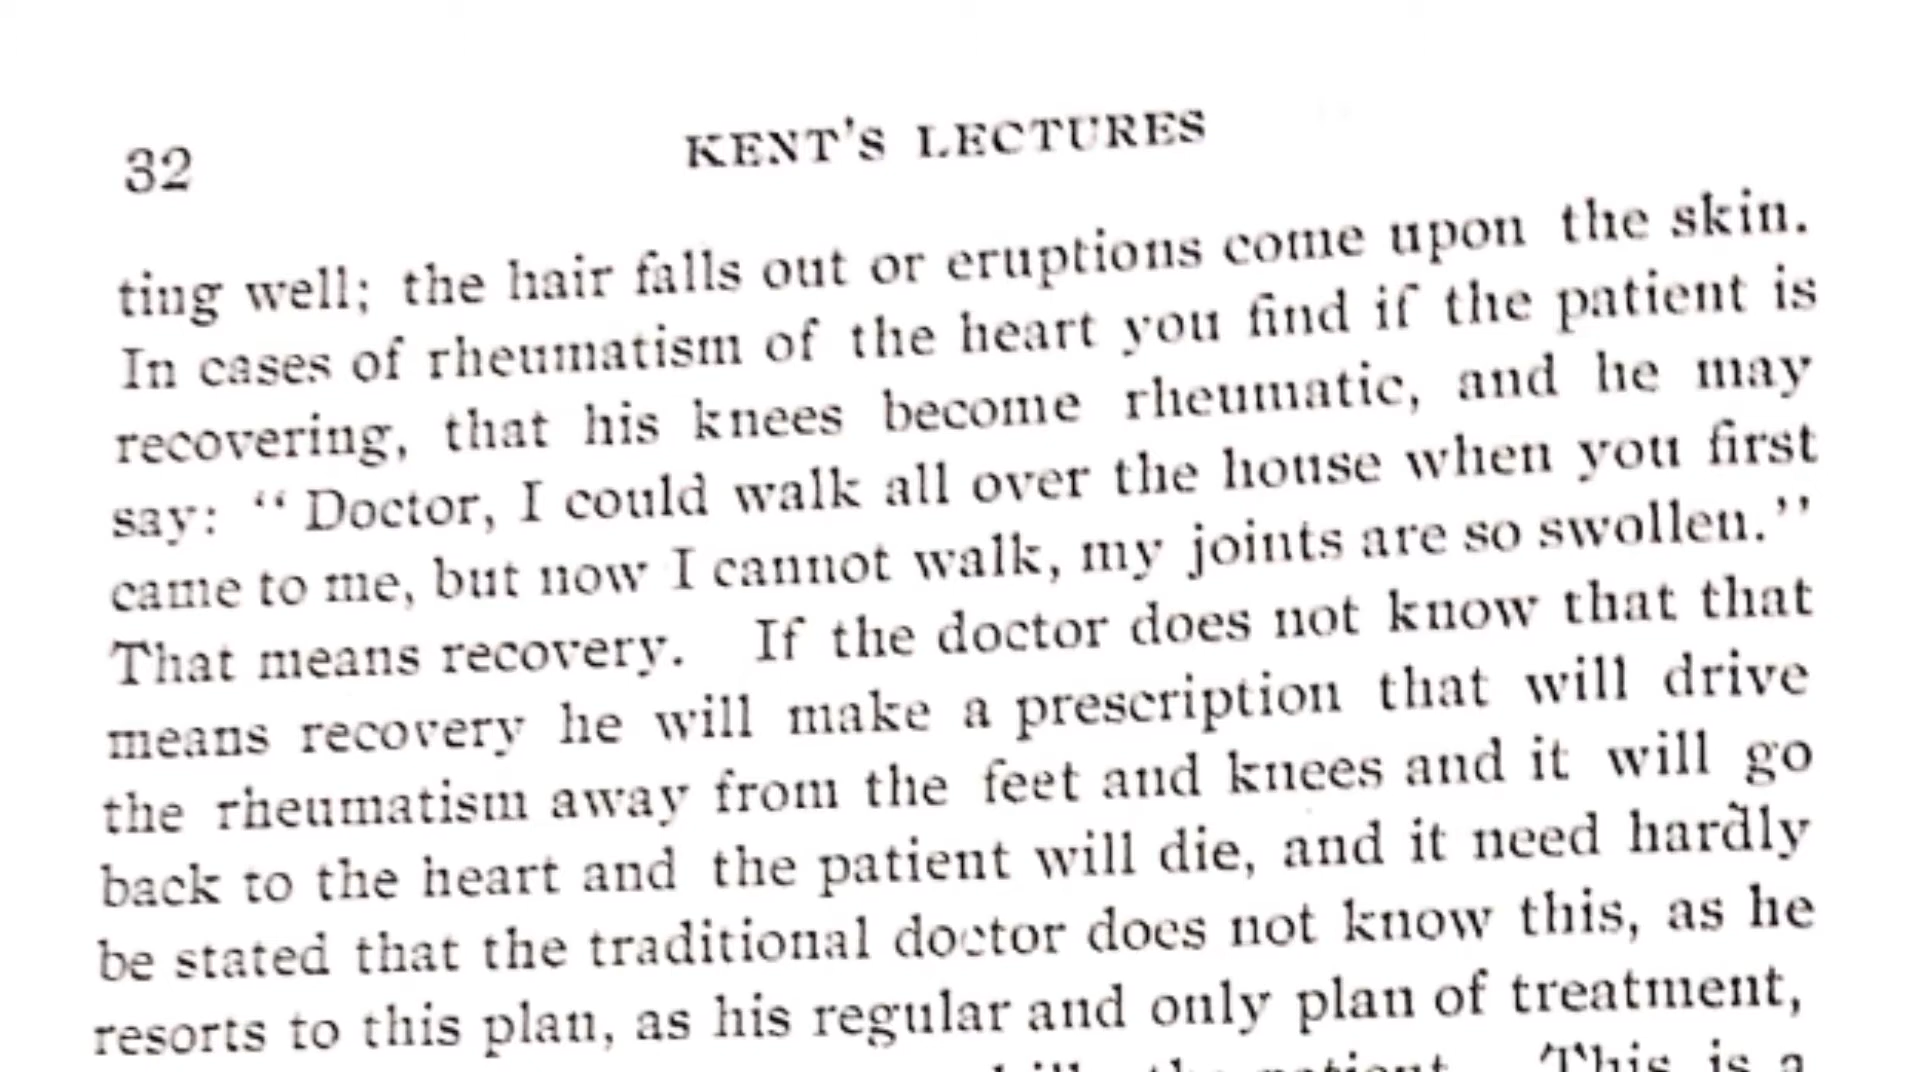 32
KENT'S LECTURES
ting well; the hair falls out or eruptions come upon the skin.
In cases of rheumatism of the heart you find if the patient is
recovering, that his knees become rheumatic, and he may
say: “Doctor, I could walk all over the house when you first
came to me, but now I cannot walk, my joints are so swollen.”
That means recovery. If the doctor does not know that that
means recovery he will make a prescription that will drive
the rheumatism away from the feet and knees and it will go
back to the heart and the patient will die, and it need hardly
be stated that the traditional doctor does not know this, as he
resorts to this plan, as his regular and only plan of treatment,
the patient. This is a